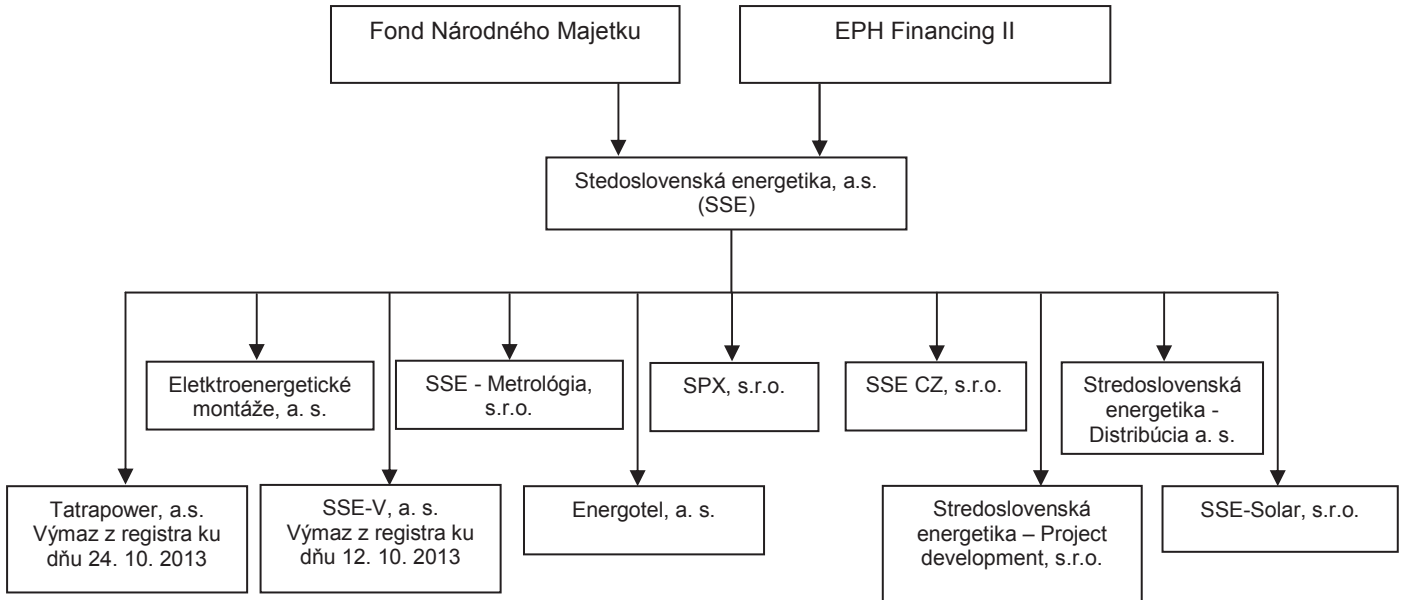 Fond Národného Majetku
EPH Financing II
Stedoslovenská energetika, a.s.
(SSE)
Eletktroenergetické
montáže, a. s.
SSE - Metrológia,
s.r.o.
SPX, s.r.o.
SSE CZ, s.r.o.
Stredoslovenská
energetika -
Distribúcia a. s.
Tatrapower, a.s.
Výmaz z registra ku
dňu 24. 10. 2013
SSE-V, a. s.
Výmaz z registra ku
dňu 12. 10. 2013
Energotel, a. s.
Stredoslovenská
energetika – Project
development, s.r.o.
SSE-Solar, s.r.o.